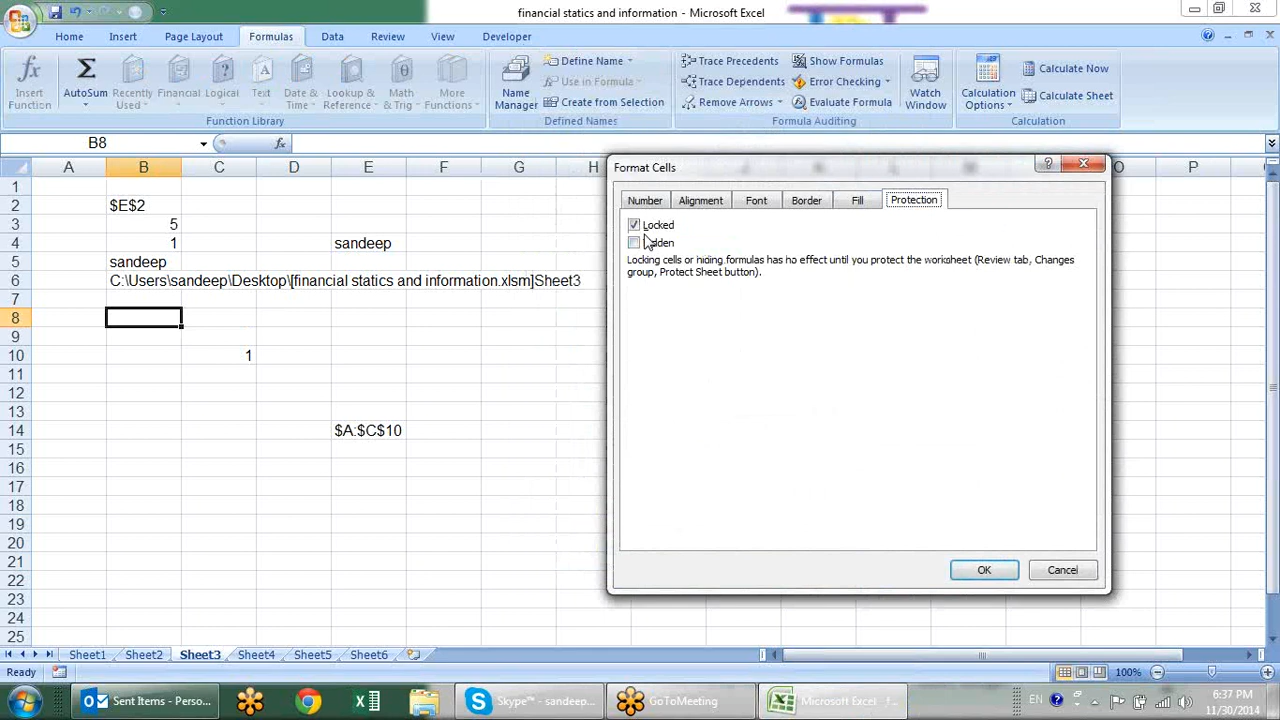 financial statics and information - Microsoft Excel
Home Insert Page Layout Formulas Data Review View Developer
Insert Function
AutoSum
Recently Used
Financial
Logical
Text
Date & Time
Lookup & Reference
Math & Trig
More Functions
Function Library
Name Manager
Define Name
Use in Formula
Create from Selection
Defined Names
Trace Precedents
Trace Dependents
Remove Arrows
Show Formulas
Error Checking
Evaluate Formula
Formula Auditing
Watch Window
Calculation Options
Calculate Now
Calculate Sheet
Calculation
B8 fx
A B C D E F G H O P
1
2 $E$2
3 5
4 1 sandeep
5 sandeep
6 C:\Users\sandeep\Desktop\[financial statics and information.xlsm]Sheet3
7
8
9
10 1
11
12
13
14 $A:$C$10
15
16
17
18
19
20
21
22
23
24
25
Format Cells
Number Alignment Font Border Fill Protection
Locked
Locking cells or hiding formulas has no effect until you protect the worksheet (Review tab, Changes
group, Protect Sheet button).
OK Cancel
Sheet1 Sheet2 Sheet3 Sheet4 Sheet5 Sheet6
Ready 100%
Sent Items - Perso...
Skype™ - sandeep...
GoToMeeting
Microsoft Excel - f...
EN
6:37 PM
11/30/2014